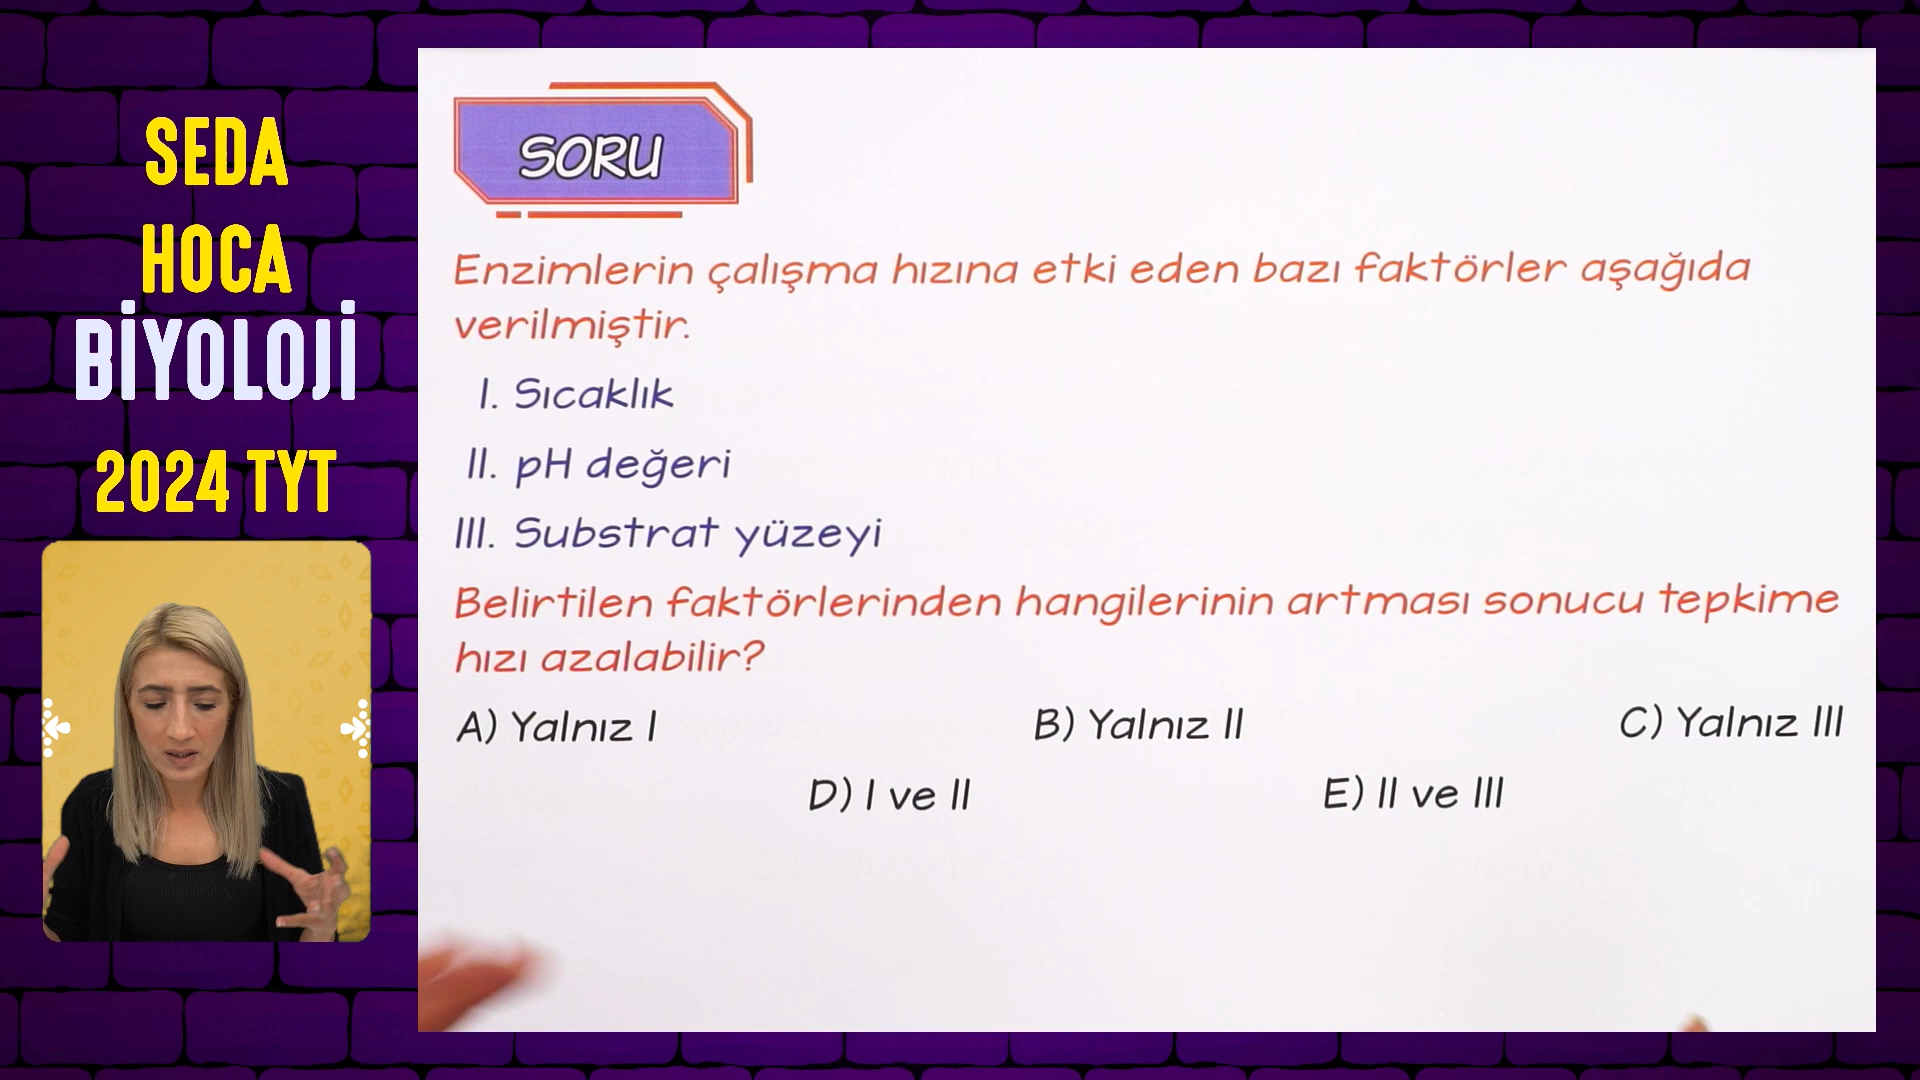 SEDA
HOCA
BİYOLOJİ
2024 TYT
SORU
Enzimlerin çalışma hızına etki eden bazı faktörler aşağıda
verilmiştir.
I. Sıcaklık
II. pH değeri
III. Substrat yüzeyi
Belirtilen faktörlerinden hangilerinin artması sonucu tepkime
hızı azalabilir?
A) Yalnız I B) Yalnız II C) Yalnız III
D) I ve II E) II ve III